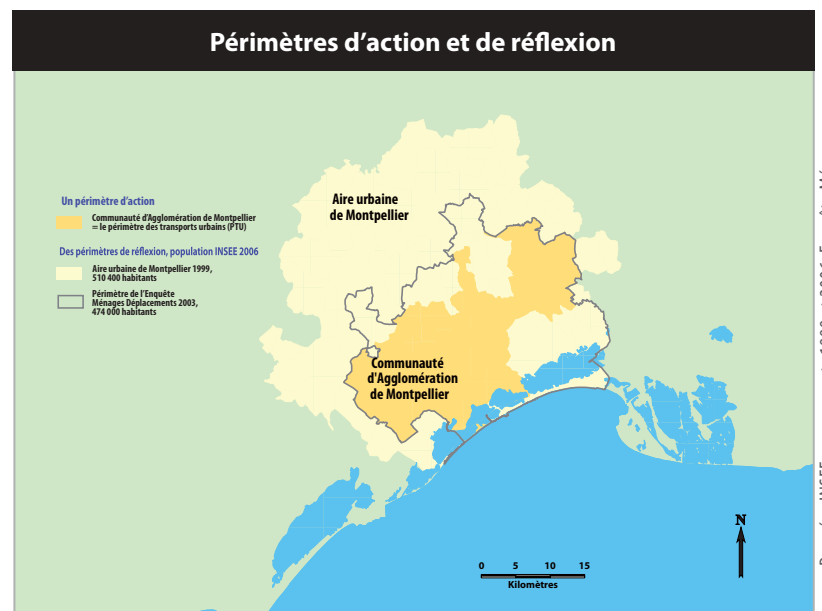 Périmètres d'action et de réflexion
Aire urbaine
de Montpellier
Un périmètre d'action
Communauté d'Agglomération de Montpellier
= le périmètre des transports urbains (PTU)
Des périmètres de réflexion, population INSEE 2006
Aire urbaine de Montpellier 1999,
510 400 habitants
Périmètre de l'Enquête
Ménages Déplacements 2003,
474 000 habitants
Communauté
d'Agglomération
de Montpellier
N
0 5 10 15
Kilomètres